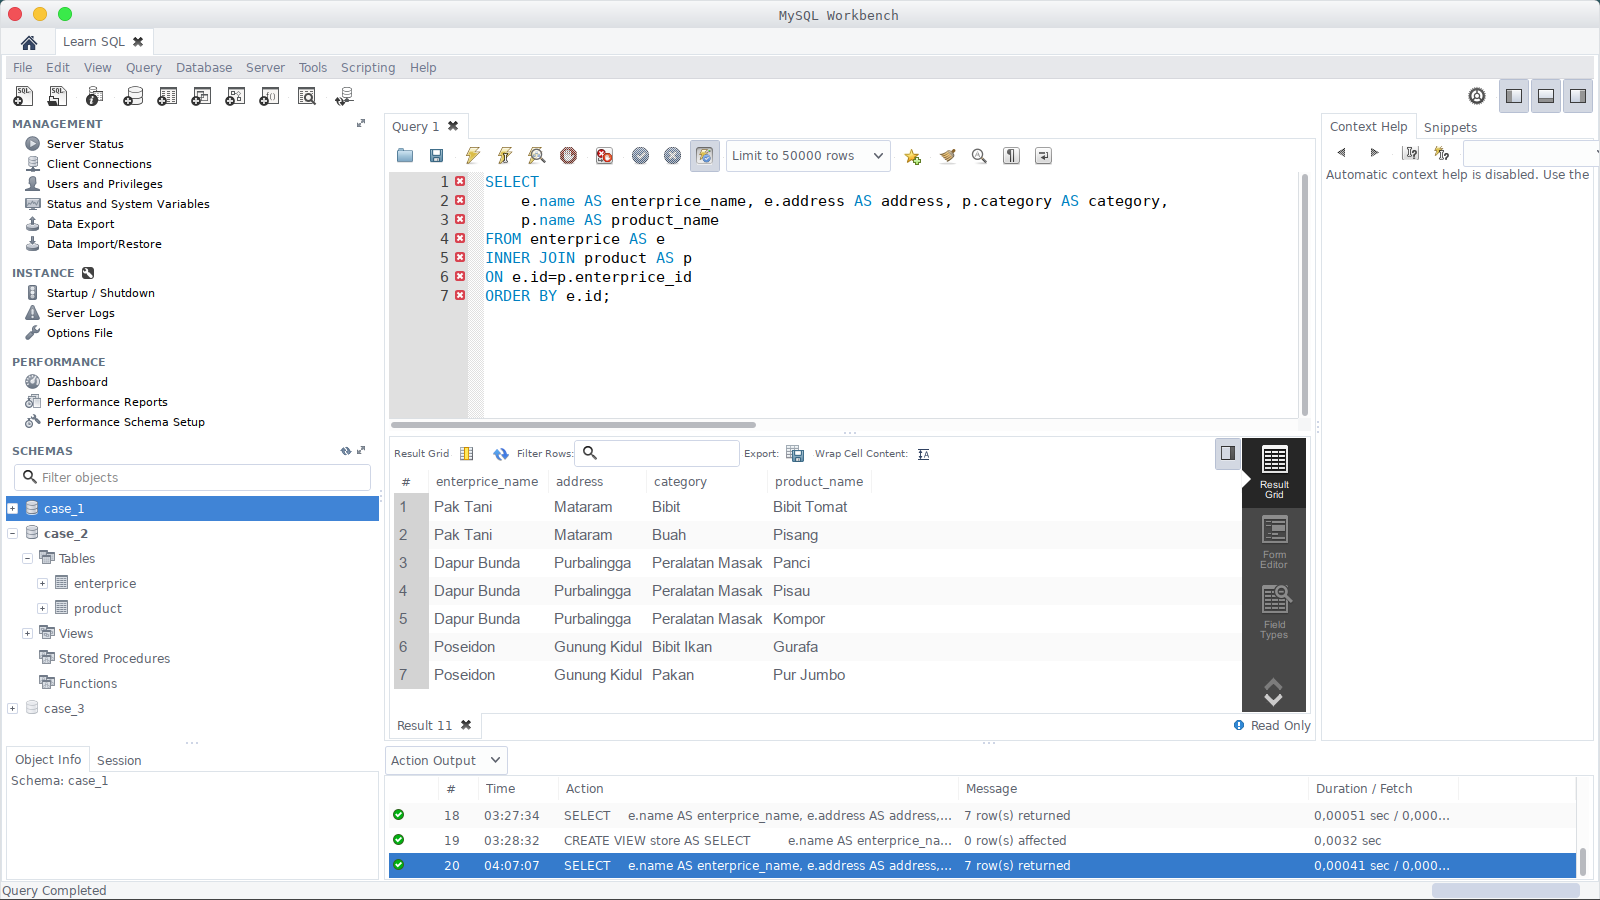 MySQL Workbench
Learn SQL
File Edit View Query Database Server Tools Scripting Help
MANAGEMENT
Server Status
Client Connections
Users and Privileges
Status and System Variables
Data Export
Data Import/Restore
INSTANCE
Startup / Shutdown
Server Logs
Options File
PERFORMANCE
Dashboard
Performance Reports
Performance Schema Setup
SCHEMAS
Filter objects
case_1
case_2
Tables
enterprice
product
Views
Stored Procedures
Functions
case_3
Object Info Session
Schema: case_1
Query 1
Limit to 50000 rows
1 SELECT
2 e.name AS enterprice_name, e.address AS address, p.category AS category,
3 p.name AS product_name
4 FROM enterprice AS e
5 INNER JOIN product AS p
6 ON e.id=p.enterprice_id
7 ORDER BY e.id;
Result Grid Filter Rows: Export: Wrap Cell Content:
# enterprice_name address category product_name
1 Pak Tani Mataram Bibit Bibit Tomat
2 Pak Tani Mataram Buah Pisang
3 Dapur Bunda Purbalingga Peralatan Masak Panci
4 Dapur Bunda Purbalingga Peralatan Masak Pisau
5 Dapur Bunda Purbalingga Peralatan Masak Kompor
6 Poseidon Gunung Kidul Bibit Ikan Gurafa
7 Poseidon Gunung Kidul Pakan Pur Jumbo
Result
Grid
Form
Editor
Field
Types
Result 11
Read Only
Context Help Snippets
Automatic context help is disabled. Use the
Action Output
# Time Action Message Duration / Fetch
18 03:27:34 SELECT e.name AS enterprice_name, e.address AS address,... 7 row(s) returned 0,00051 sec / 0,000...
19 03:28:32 CREATE VIEW store AS SELECT e.name AS enterprice_na... 0 row(s) affected 0,0032 sec
20 04:07:07 SELECT e.name AS enterprice_name, e.address AS address,... 7 row(s) returned 0,00041 sec / 0,000...
Query Completed